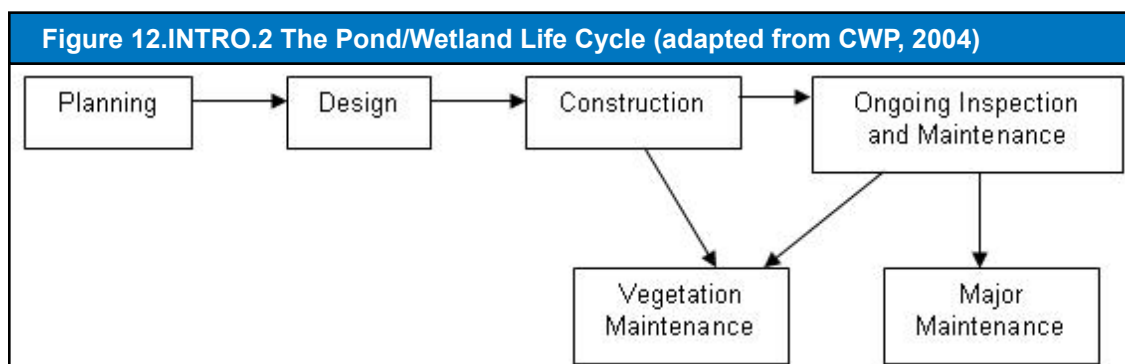 Figure 12.INTRO.2 The Pond/Wetland Life Cycle (adapted from CWP, 2004)
Planning
Design
Construction
Ongoing Inspection
and Maintenance
Vegetation
Maintenance
Major
Maintenance